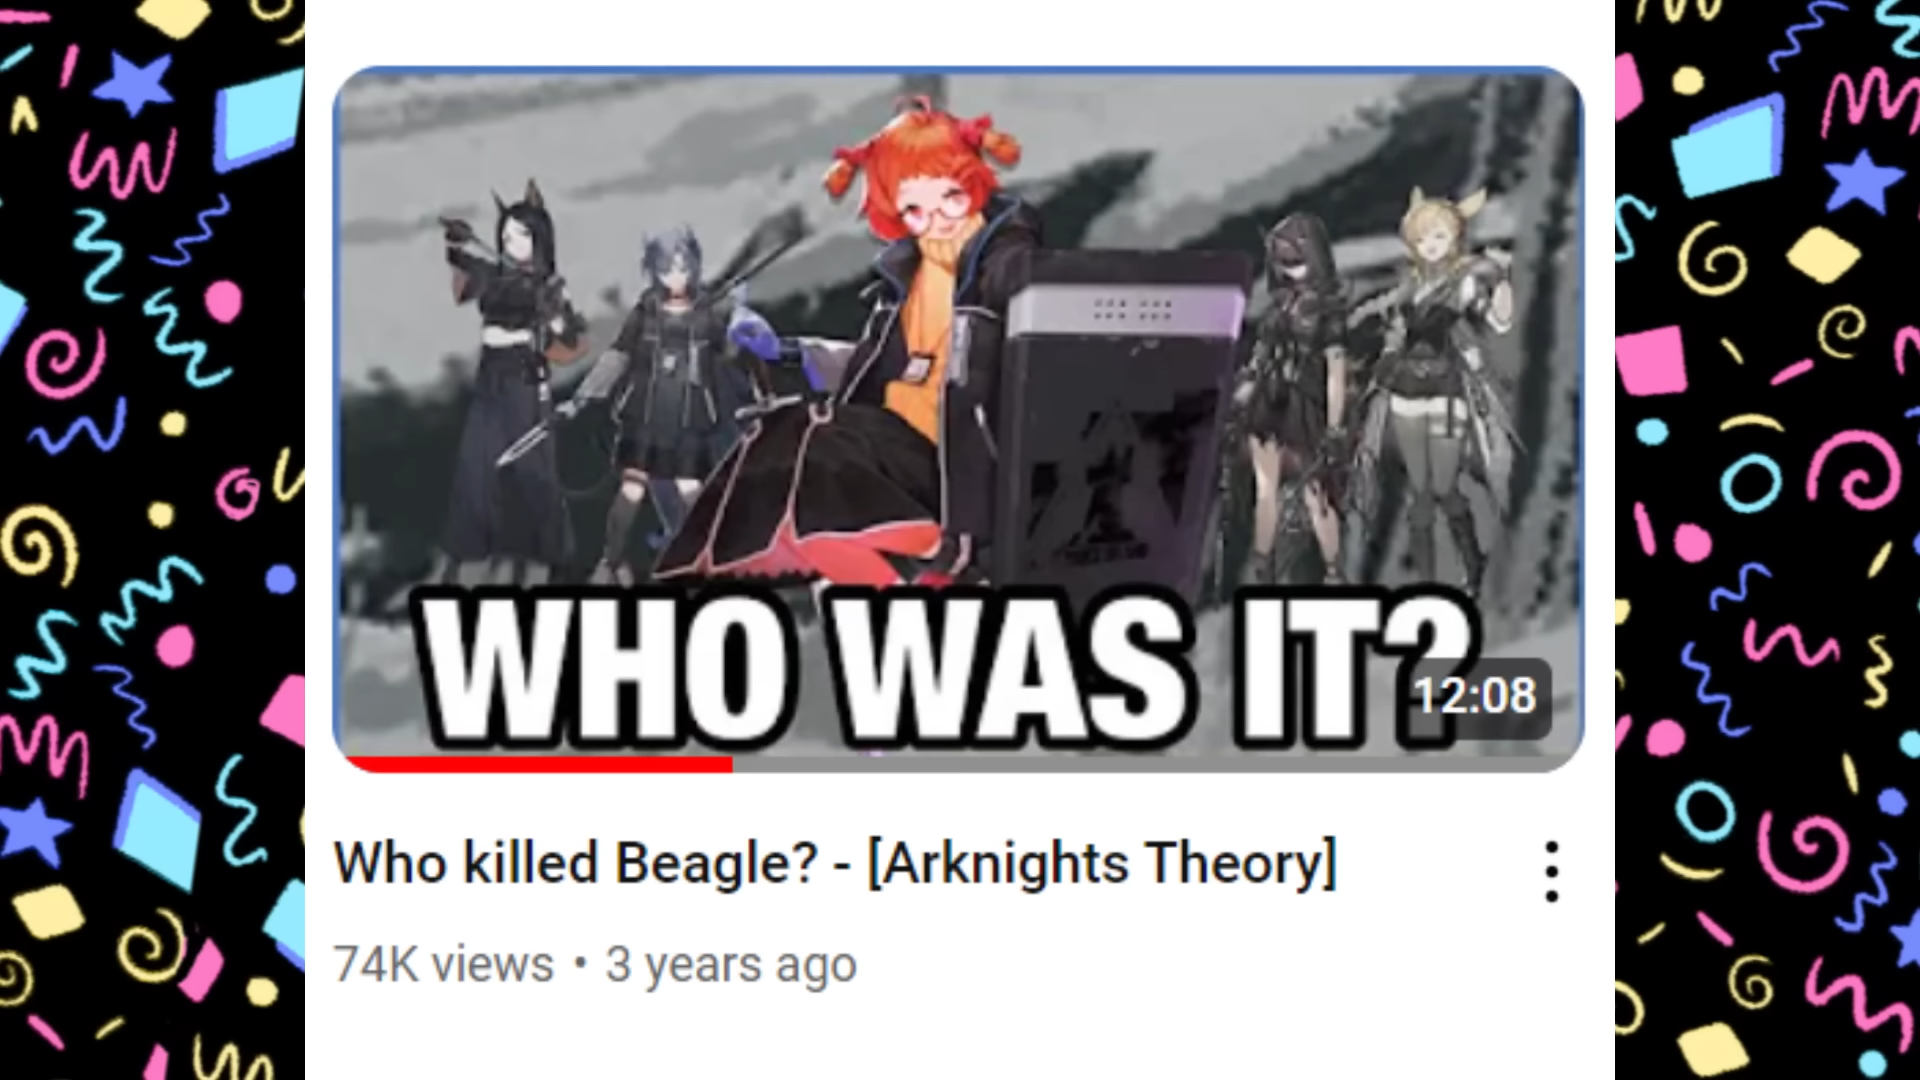 WHO WAS IT?
12:08
Who killed Beagle? - [Arknights Theory]
74K views • 3 years ago